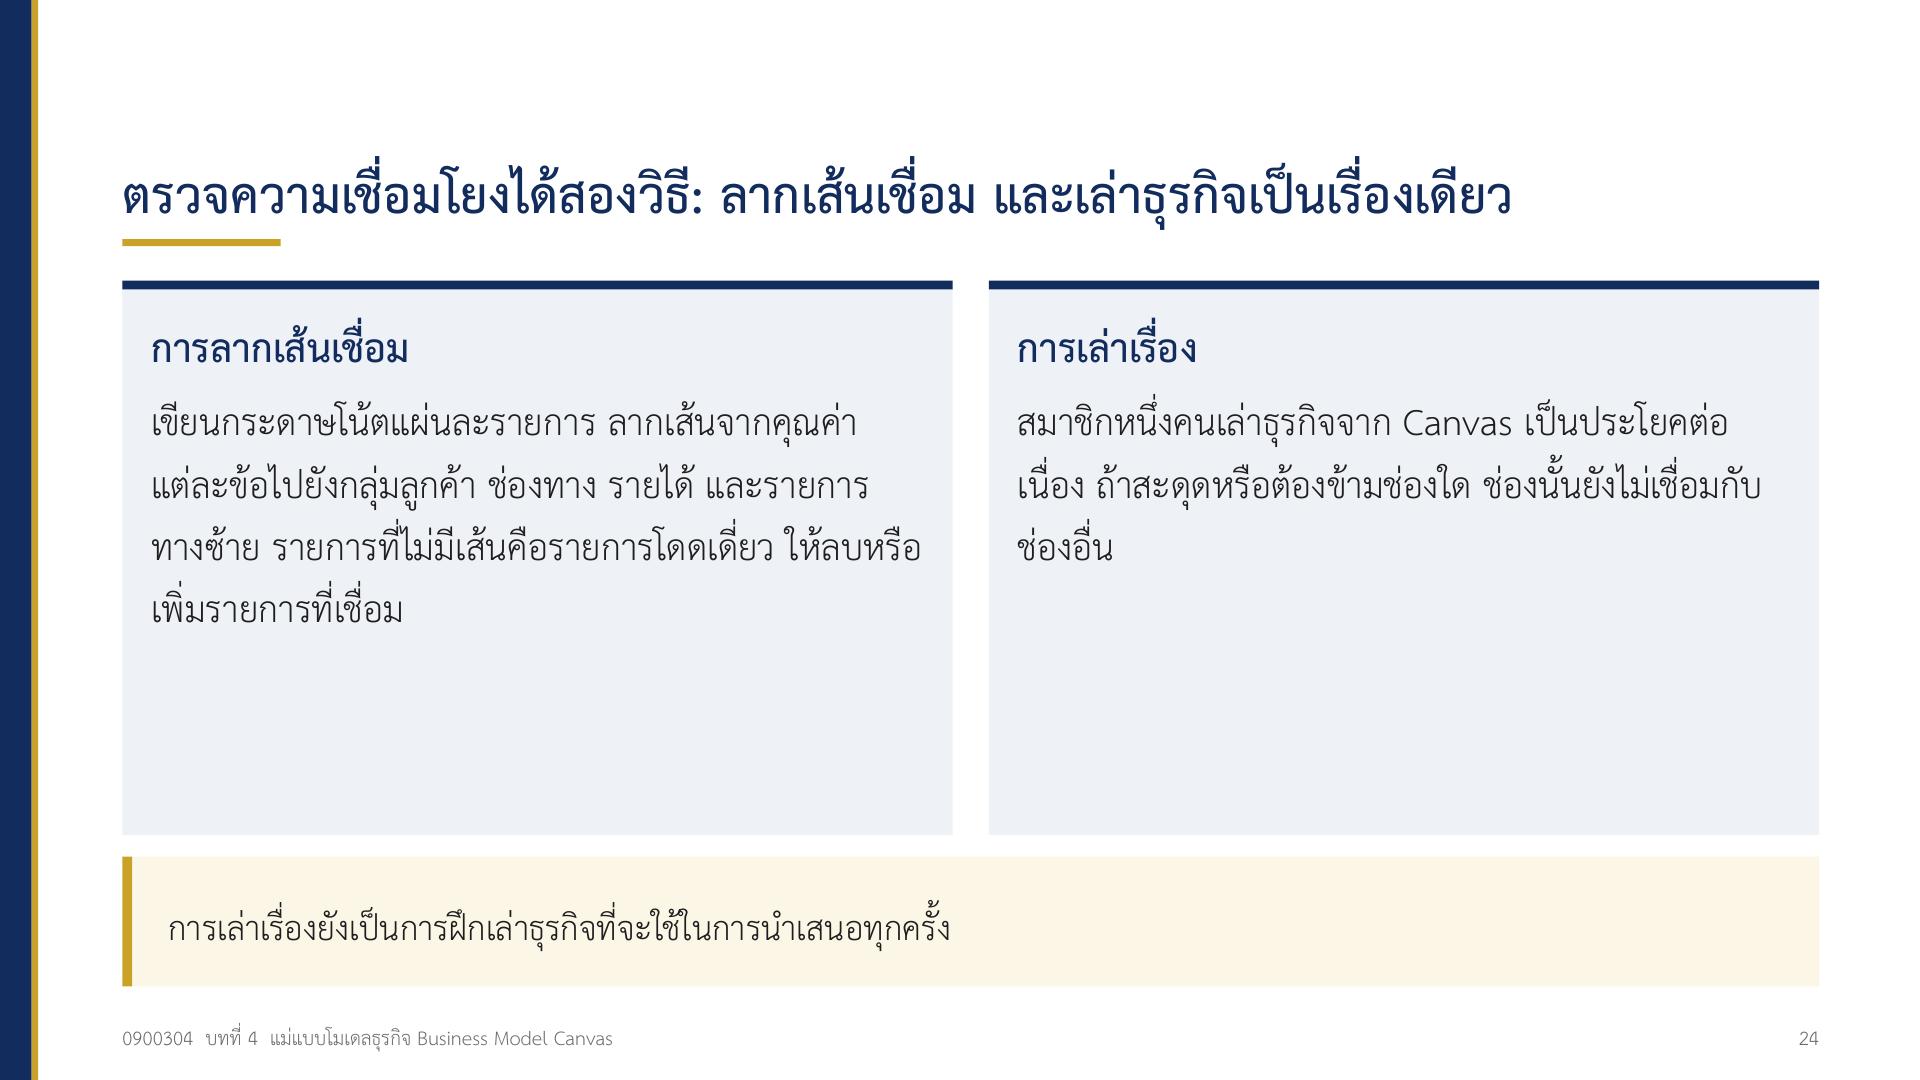 ตรวจความเชื่อมโยงได้สองวิธี: ลากเส้นเชื่อม และเล่าธุรกิจเป็นเรื่องเดียว
การลากเส้นเชื่อม
เขียนกระดาษโน้ตแผ่นละรายการ ลากเส้นจากคุณค่า
แต่ละข้อไปยังกลุ่มลูกค้า ช่องทาง รายได้ และรายการ
ทางซ้าย รายการที่ไม่มีเส้นคือรายการโดดเดี่ยว ให้ลบหรือ
เพิ่มรายการที่เชื่อม
การเล่าเรื่อง
สมาชิกหนึ่งคนเล่าธุรกิจจาก Canvas เป็นประโยคต่อ
เนื่อง ถ้าสะดุดหรือต้องข้ามช่องใด ช่องนั้นยังไม่เชื่อมกับ
ช่องอื่น
การเล่าเรื่องยังเป็นการฝึกเล่าธุรกิจที่จะใช้ในการนำเสนอทุกครั้ง
0900304 บทที่ 4 แม่แบบโมเดลธุรกิจ Business Model Canvas
24